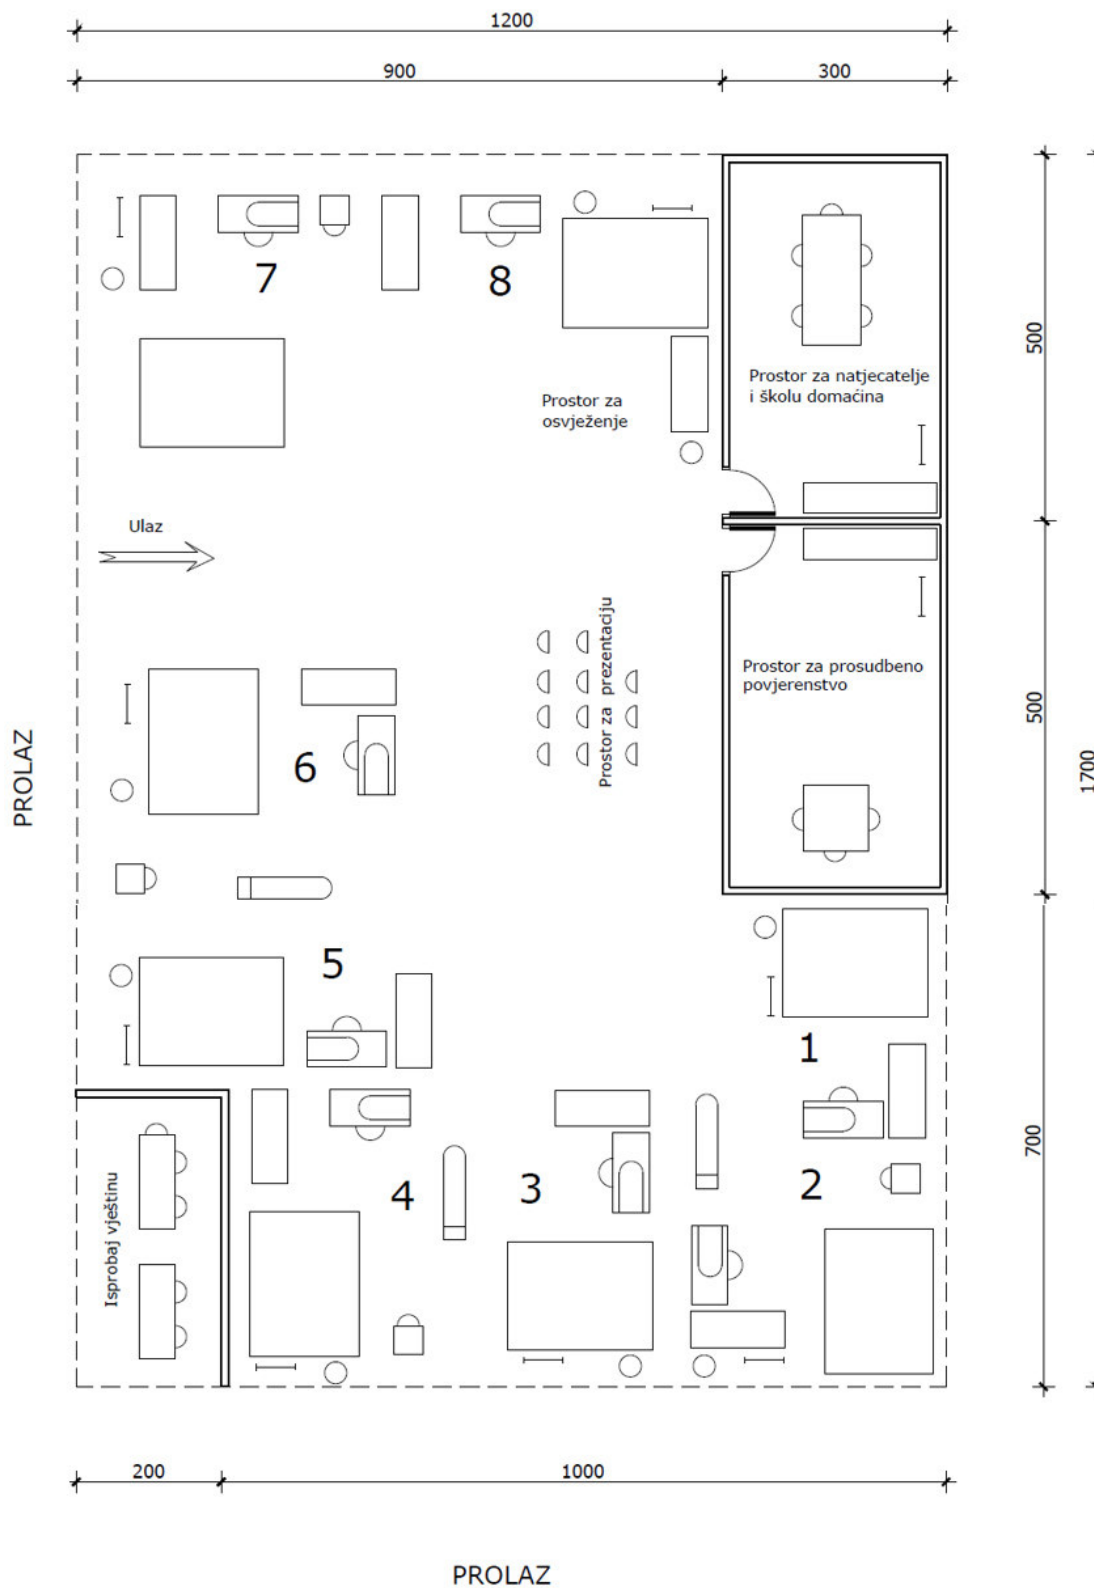 1200
900
300
7
8
Prostor za natjecatelje
i školu domaćina
500
Prostor za
osvježenje
Ulaz
Prostor za prezentaciju
Prostor za prosudbeno
povjerenstvo
500
1700
PROLAZ
6
5
1
700
2
3
4
Isprobaj vještinu
200
1000
PROLAZ